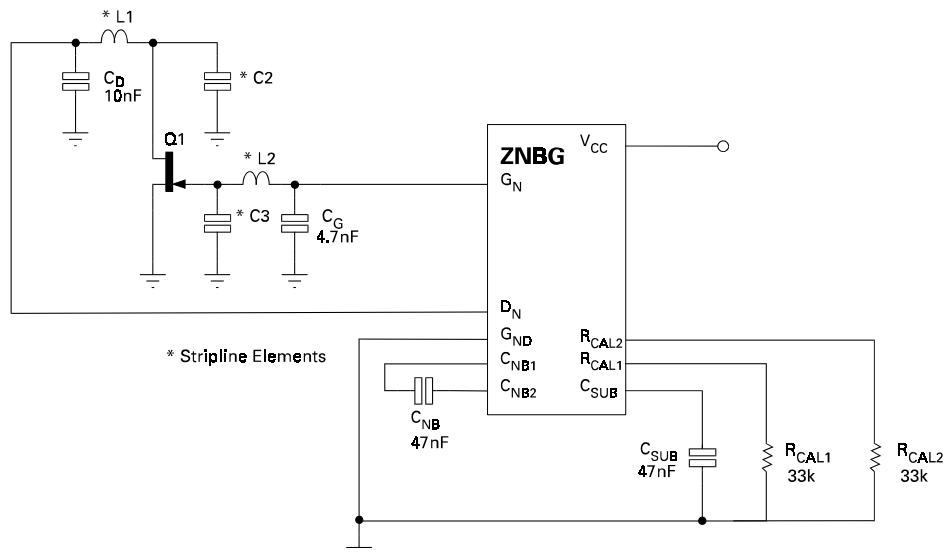 * L1
C_D
10nF
* C2
Q1
* L2
* C3
C_G
4.7nF
ZNBG
V_CC
G_N
D_N
G_ND
C_NB1
C_NB2
R_CAL2
R_CAL1
C_SUB
* Stripline Elements
C_NB
47nF
C_SUB
47nF
R_CAL1
33k
R_CAL2
33k